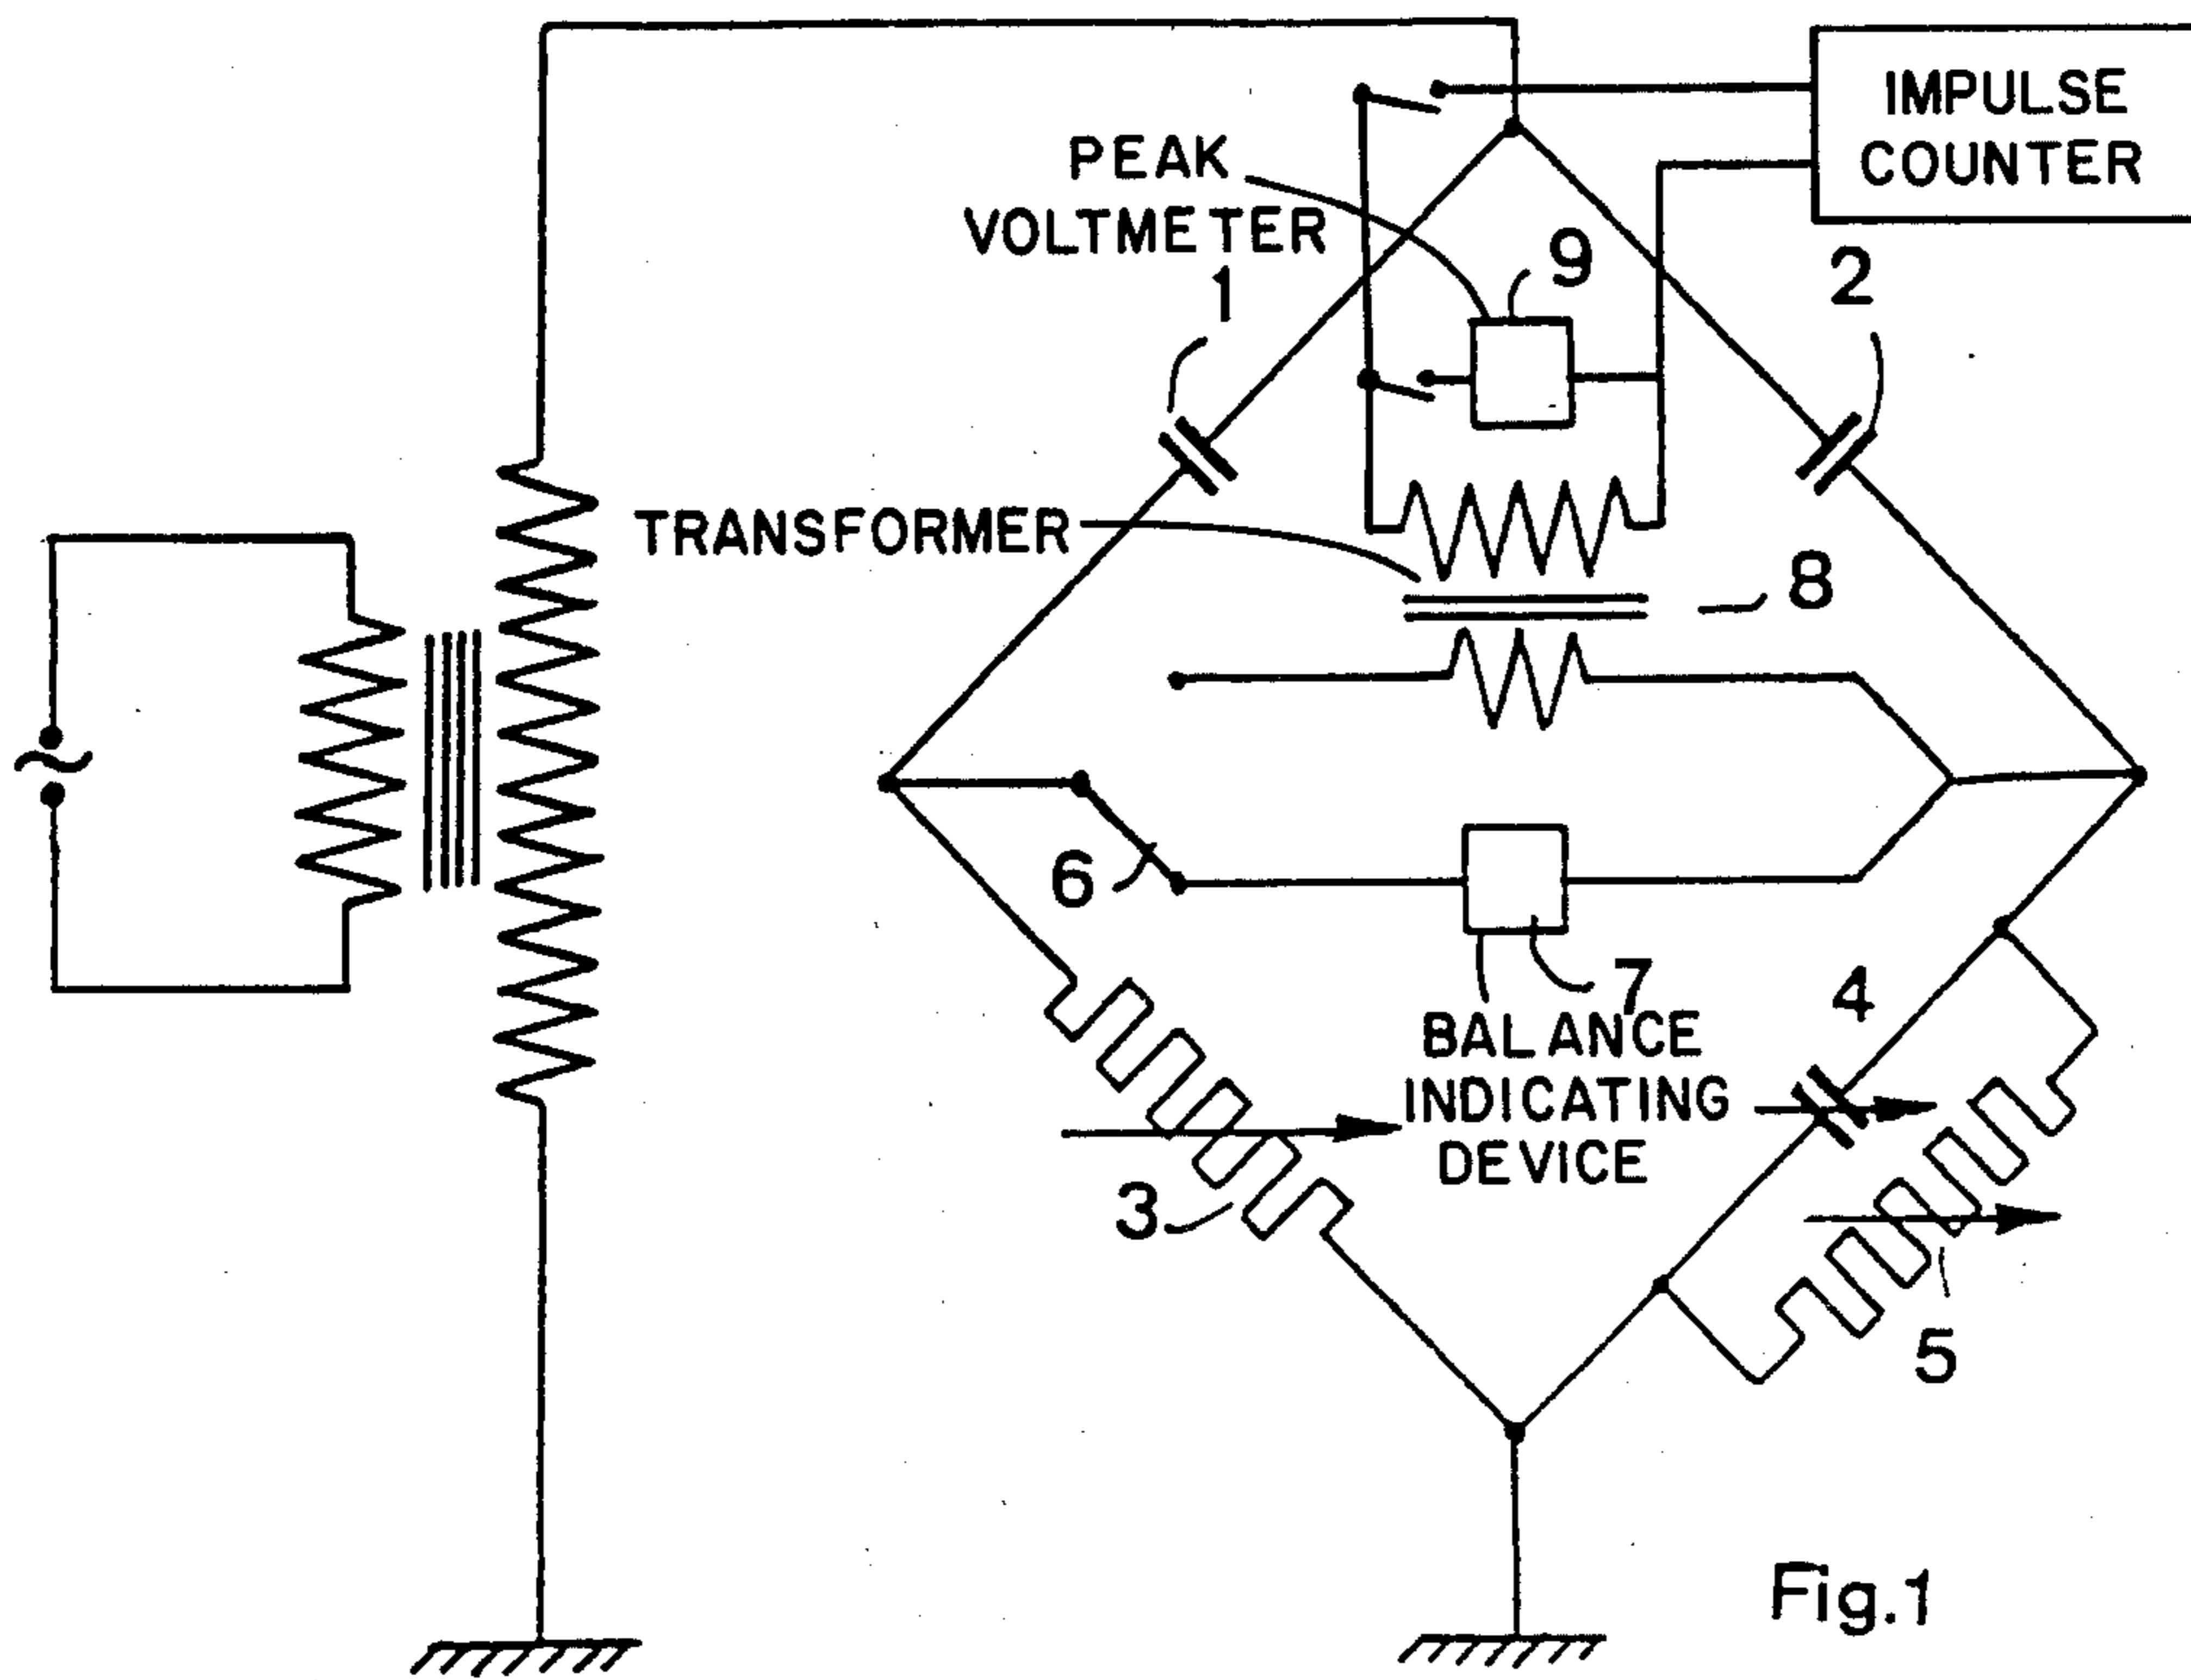 IMPULSE
COUNTER
PEAK
VOLTMETER
1
9
2
TRANSFORMER
8
6
7
4
BALANCE
INDICATING
DEVICE
3
5
Fig.1